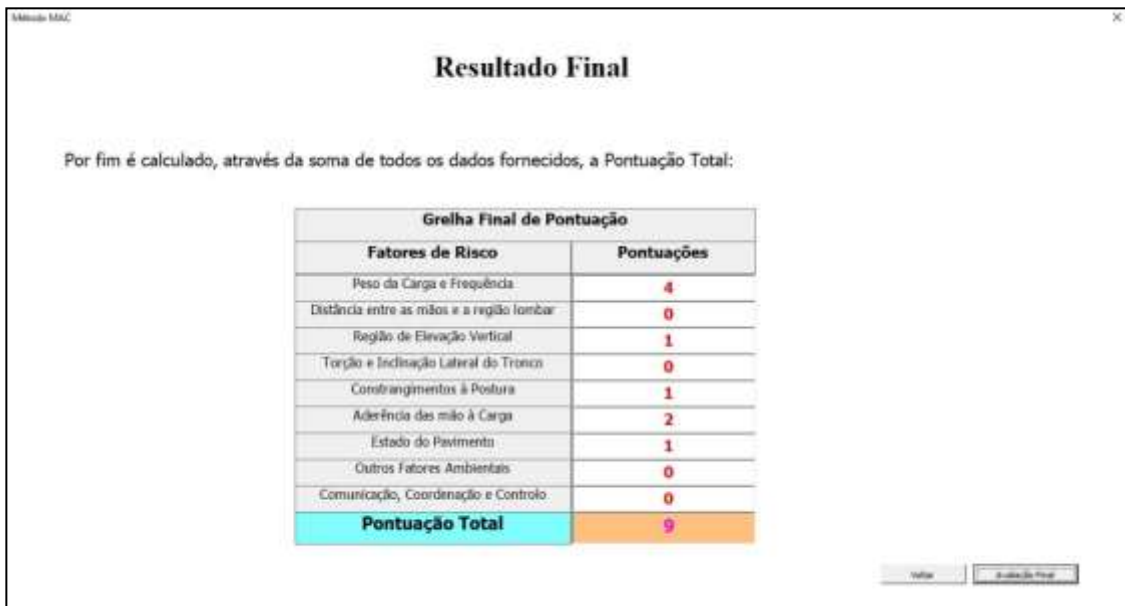 Método MAC
Resultado Final
Por fim é calculado, através da soma de todos os dados fornecidos, a Pontuação Total:
Grelha Final de Pontuação
Fatores de Risco Pontuações
Peso da Carga e Frequência 4
Distância entre as mãos e a região lombar 0
Região de Elevação Vertical 1
Torção e Inclinação Lateral do Tronco 0
Constrangimentos à Postura 1
Aderência das mão à Carga 2
Estado do Pavimento 1
Outros Fatores Ambientais 0
Comunicação, Coordenação e Controlo 0
Pontuação Total 9
Voltar Avaliação Final